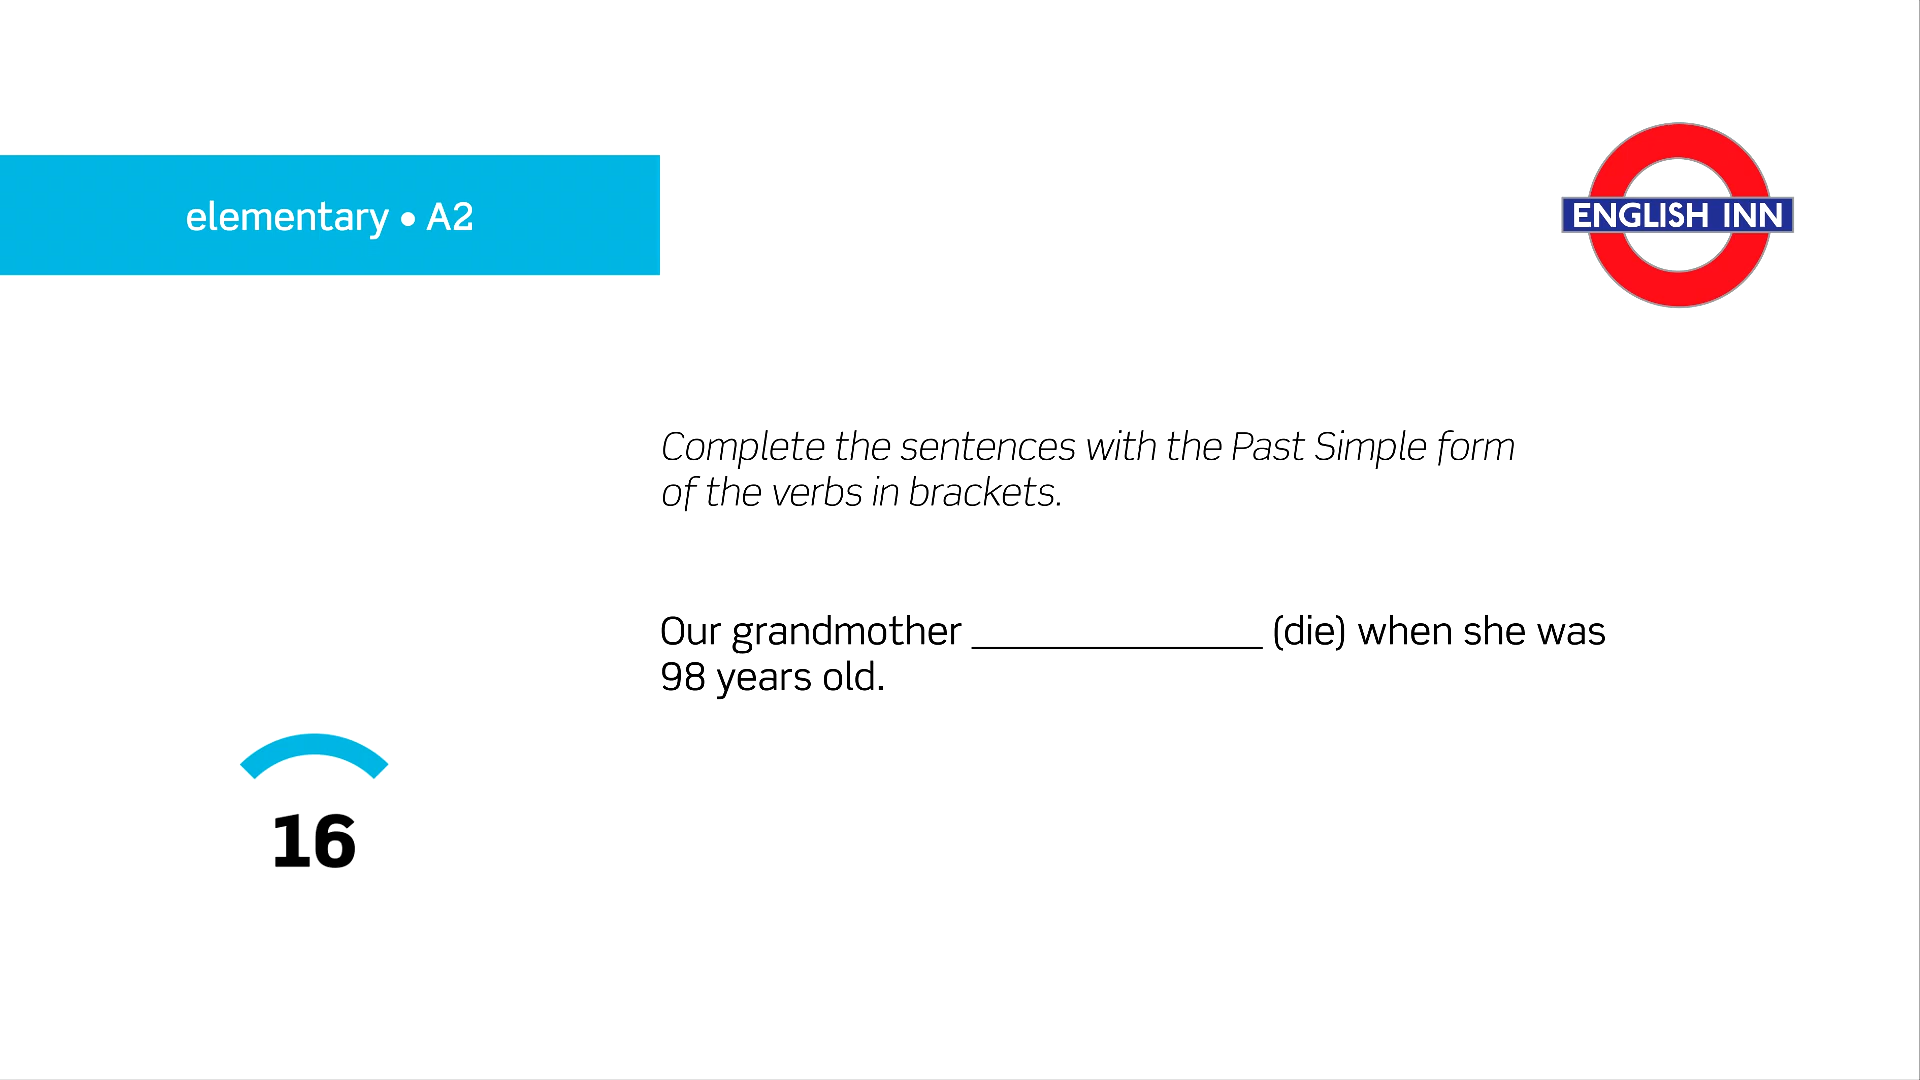 elementary • A2
ENGLISH INN
Complete the sentences with the Past Simple form
of the verbs in brackets.
Our grandmother ______________ (die) when she was
98 years old.
16